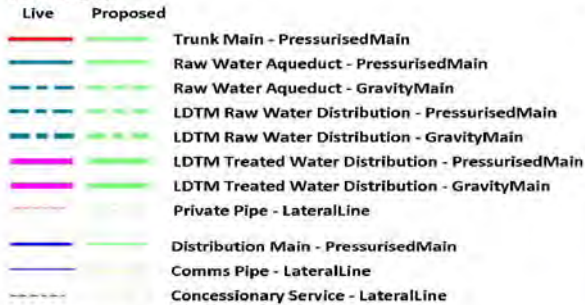 Live Proposed
Trunk Main - PressurisedMain
Raw Water Aqueduct - PressurisedMain
Raw Water Aqueduct - GravityMain
LDTM Raw Water Distribution - PressurisedMain
LDTM Raw Water Distribution - GravityMain
LDTM Treated Water Distribution - PressurisedMain
LDTM Treated Water Distribution - GravityMain
Private Pipe - LateralLine
Distribution Main - PressurisedMain
Comms Pipe - LateralLine
Concessionary Service - LateralLine